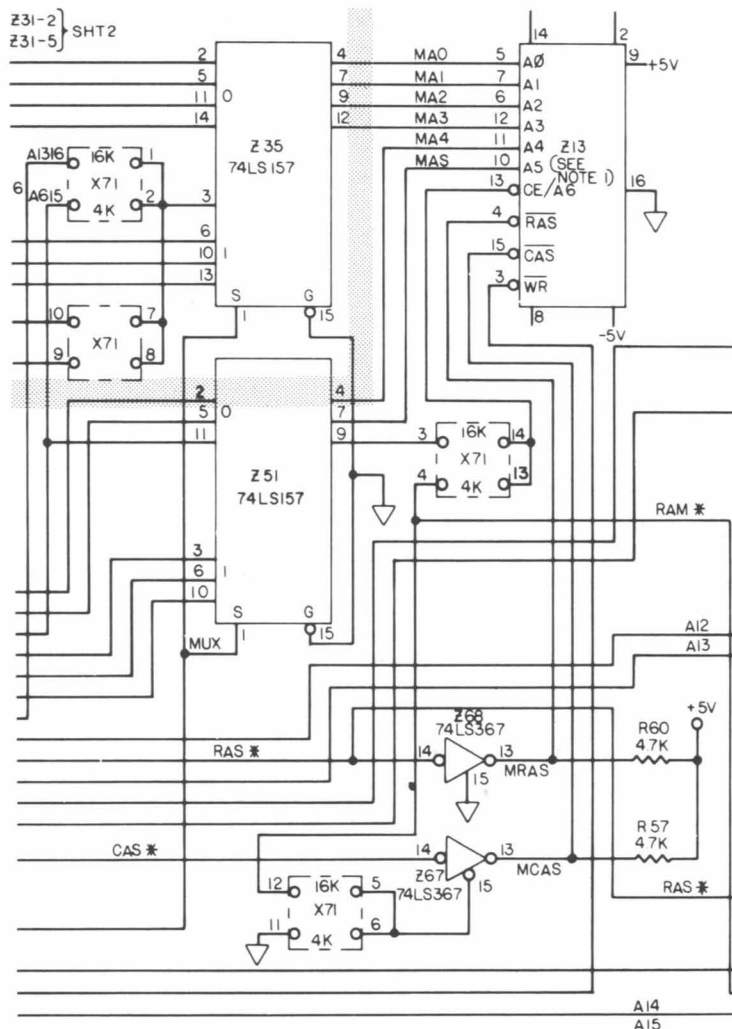 Z31-2
Z31-5
SHT2
14
2
2
5
11
14
O
4
7
9
12
MA0
MA1
MA2
MA3
MA4
MAS
5
7
6
12
11
10
13
4
15
3
AØ
A1
A2
A3
A4
A5
CE/A6
RAS
CAS
WR
9
+5V
Z13
(SEE
NOTE 1)
16
8
-5V
Z35
74LS157
A13
16
16K
1
X71
6
A6
15
4K
2
3
6
10
13
1
S
G
1
15
10
7
X71
9
8
2
5
11
O
4
7
9
Z51
74LS157
3
6
10
1
S
G
1
15
MUX
3
16K
14
X71
4
4K
13
RAM *
A12
A13
+5V
Z68
74LS367
RAS *
14
13
15
MRAS
R60
4.7K
R57
4.7K
CAS *
14
13
15
MCAS
Z67
74LS367
RAS *
12
16K
5
X71
11
4K
6
A14
A15